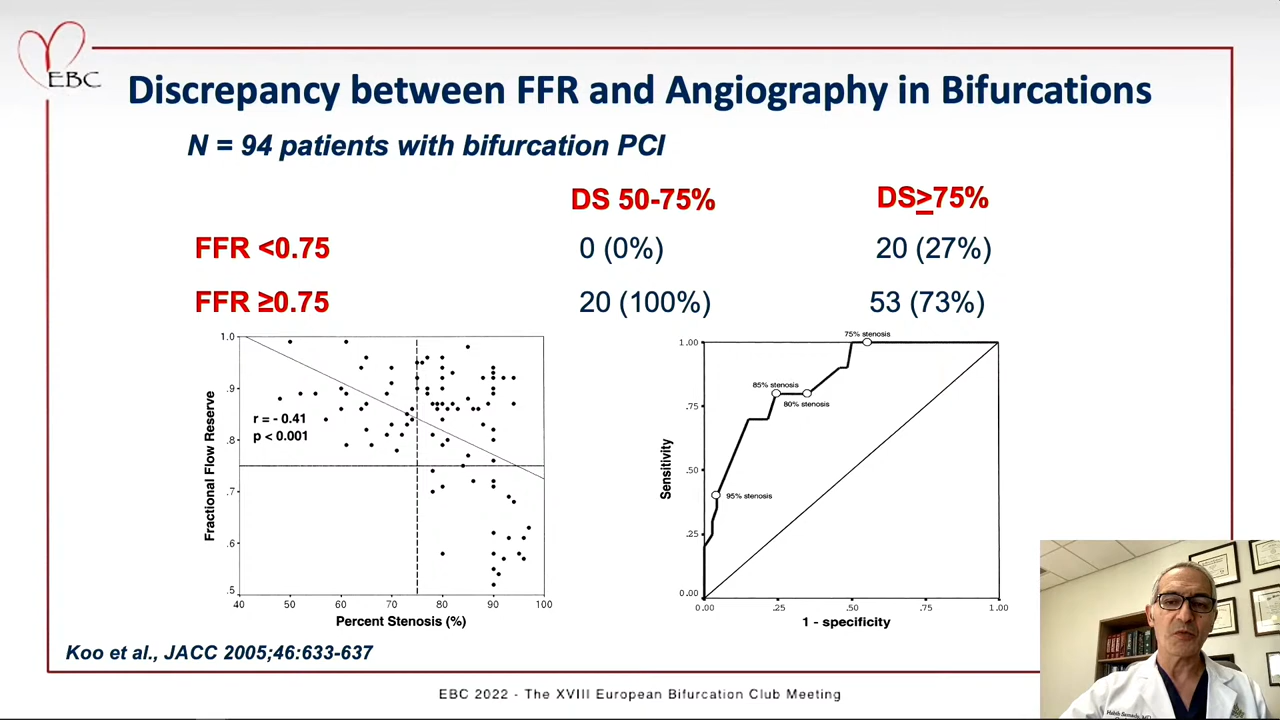 EBC
Discrepancy between FFR and Angiography in Bifurcations
N = 94 patients with bifurcation PCI
DS 50-75% DS≥75%
FFR <0.75 0 (0%) 20 (27%)
FFR ≥0.75 20 (100%) 53 (73%)
1.0
.9
.8
.7
.6
.5
Fractional Flow Reserve
r = - 0.41
p < 0.001
40 50 60 70 80 90 100
Percent Stenosis (%)
1.00
.75
.50
.25
0.00
Sensitivity
75% stenosis
85% stenosis
80% stenosis
95% stenosis
0.00 .25 .50 .75 1.00
1 - specificity
Koo et al., JACC 2005;46:633-637
EBC 2022 - The XVIII European Bifurcation Club Meeting